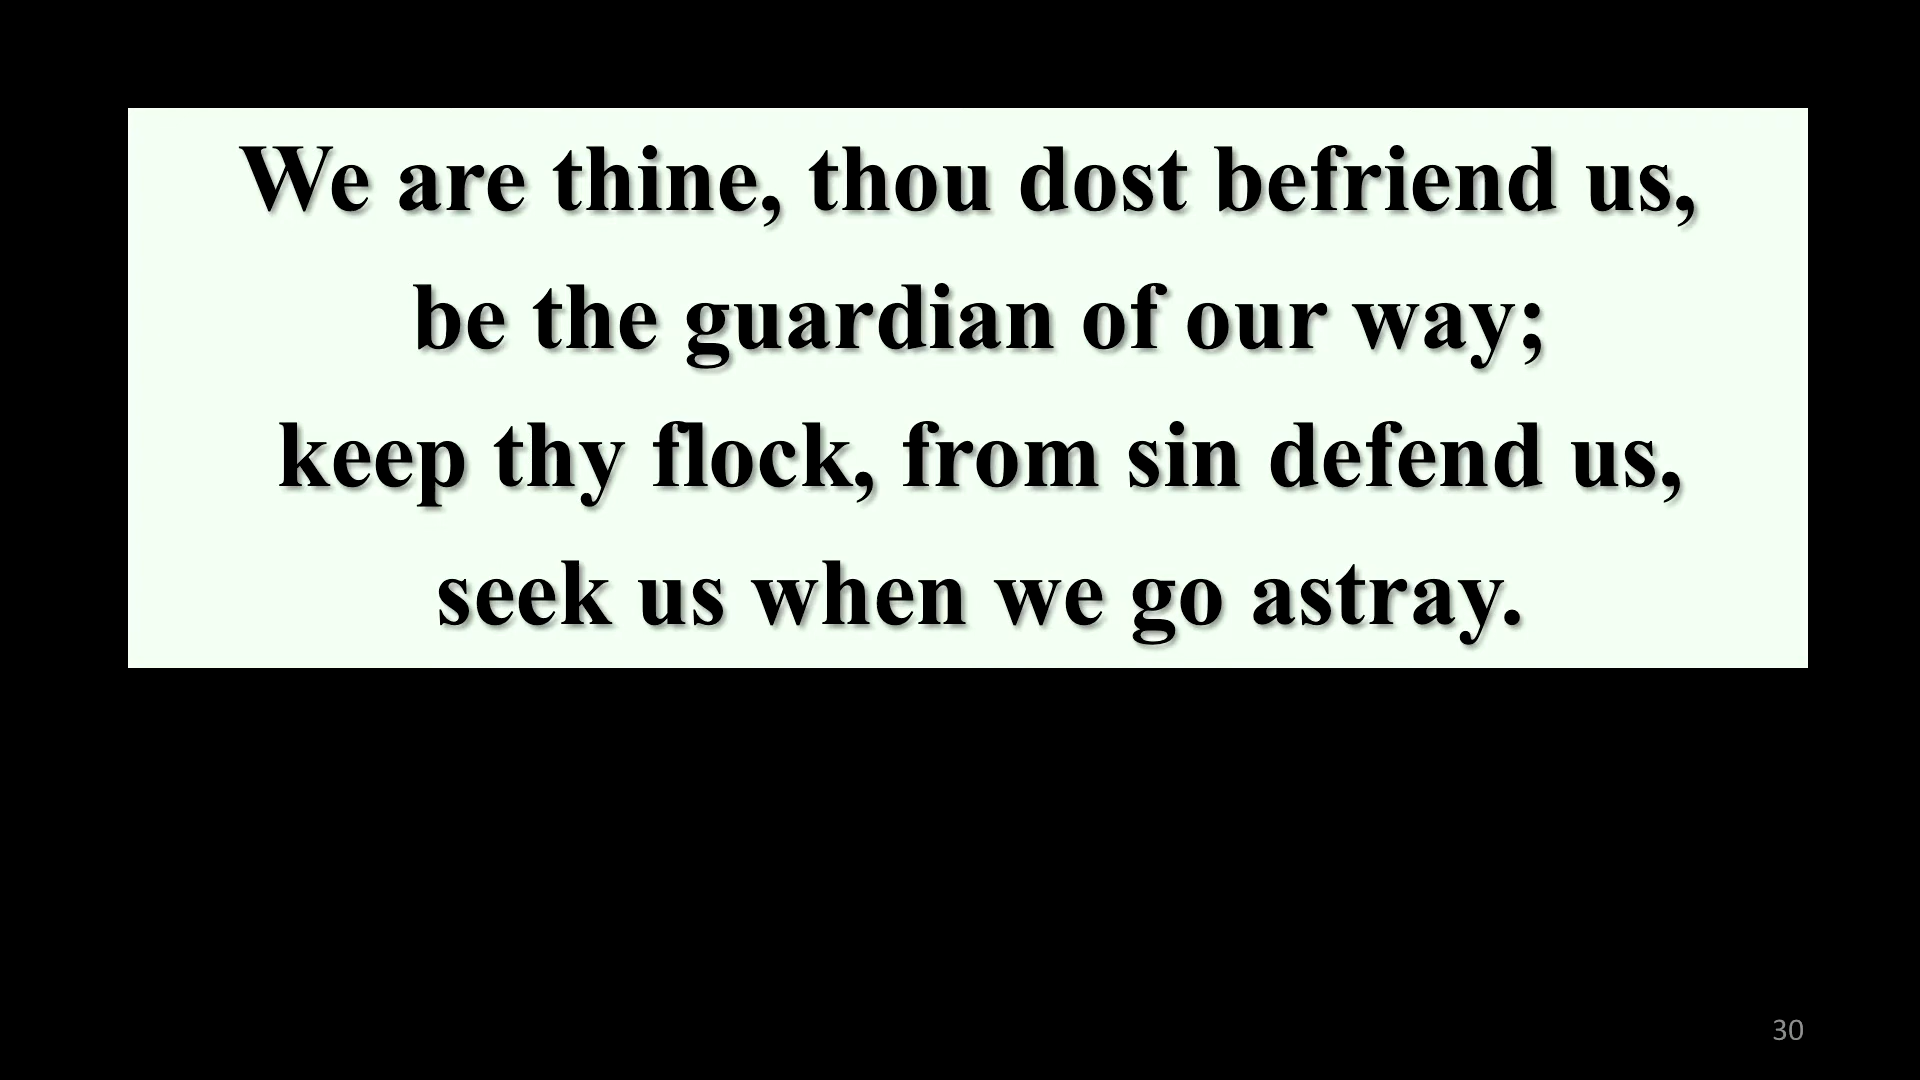 We are thine, thou dost befriend us,
be the guardian of our way;
keep thy flock, from sin defend us,
seek us when we go astray.
30